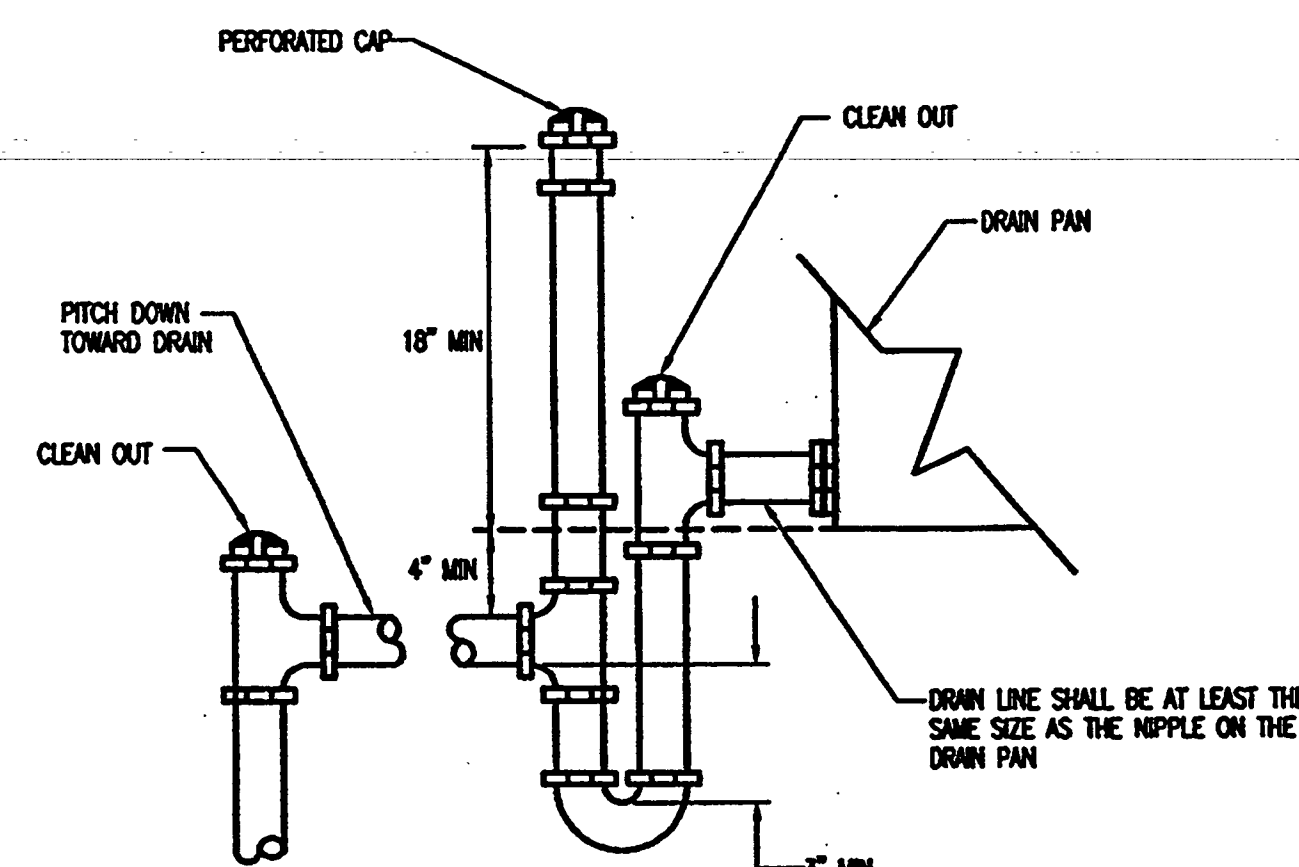 PERFORATED CAP
CLEAN OUT
DRAIN PAN
PITCH DOWN
TOWARD DRAIN
18" MIN
CLEAN OUT
4" MIN
DRAIN LINE SHALL BE AT LEAST
SAME SIZE AS THE NIPPLE ON THE
DRAIN PAN
MIN